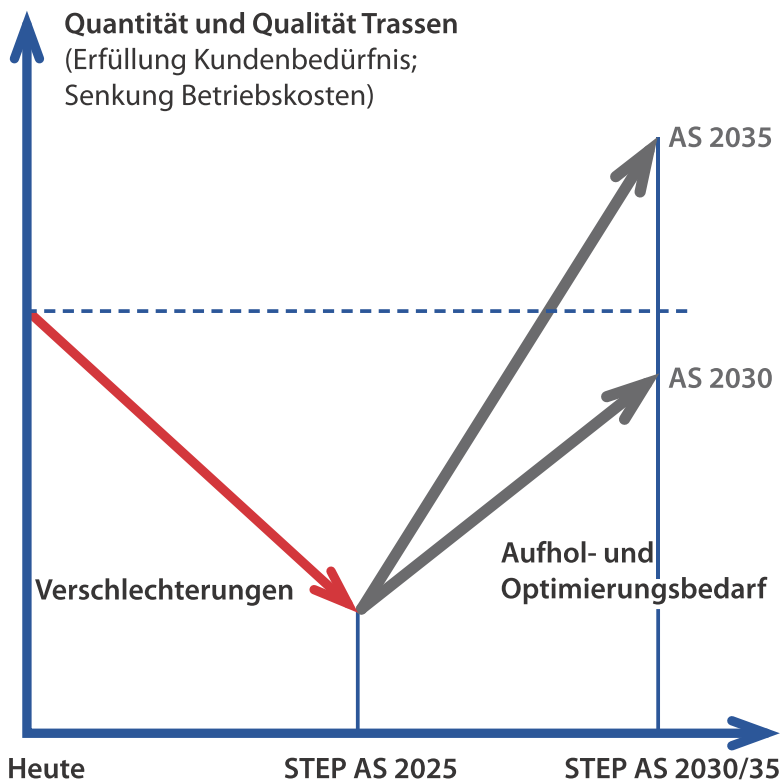 Quantität und Qualität Trassen
(Erfüllung Kundenbedürfnis;
Senkung Betriebskosten)
AS 2035
AS 2030
Aufhol- und
Optimierungsbedarf
Verschlechterungen
Heute
STEP AS 2025
STEP AS 2030/35